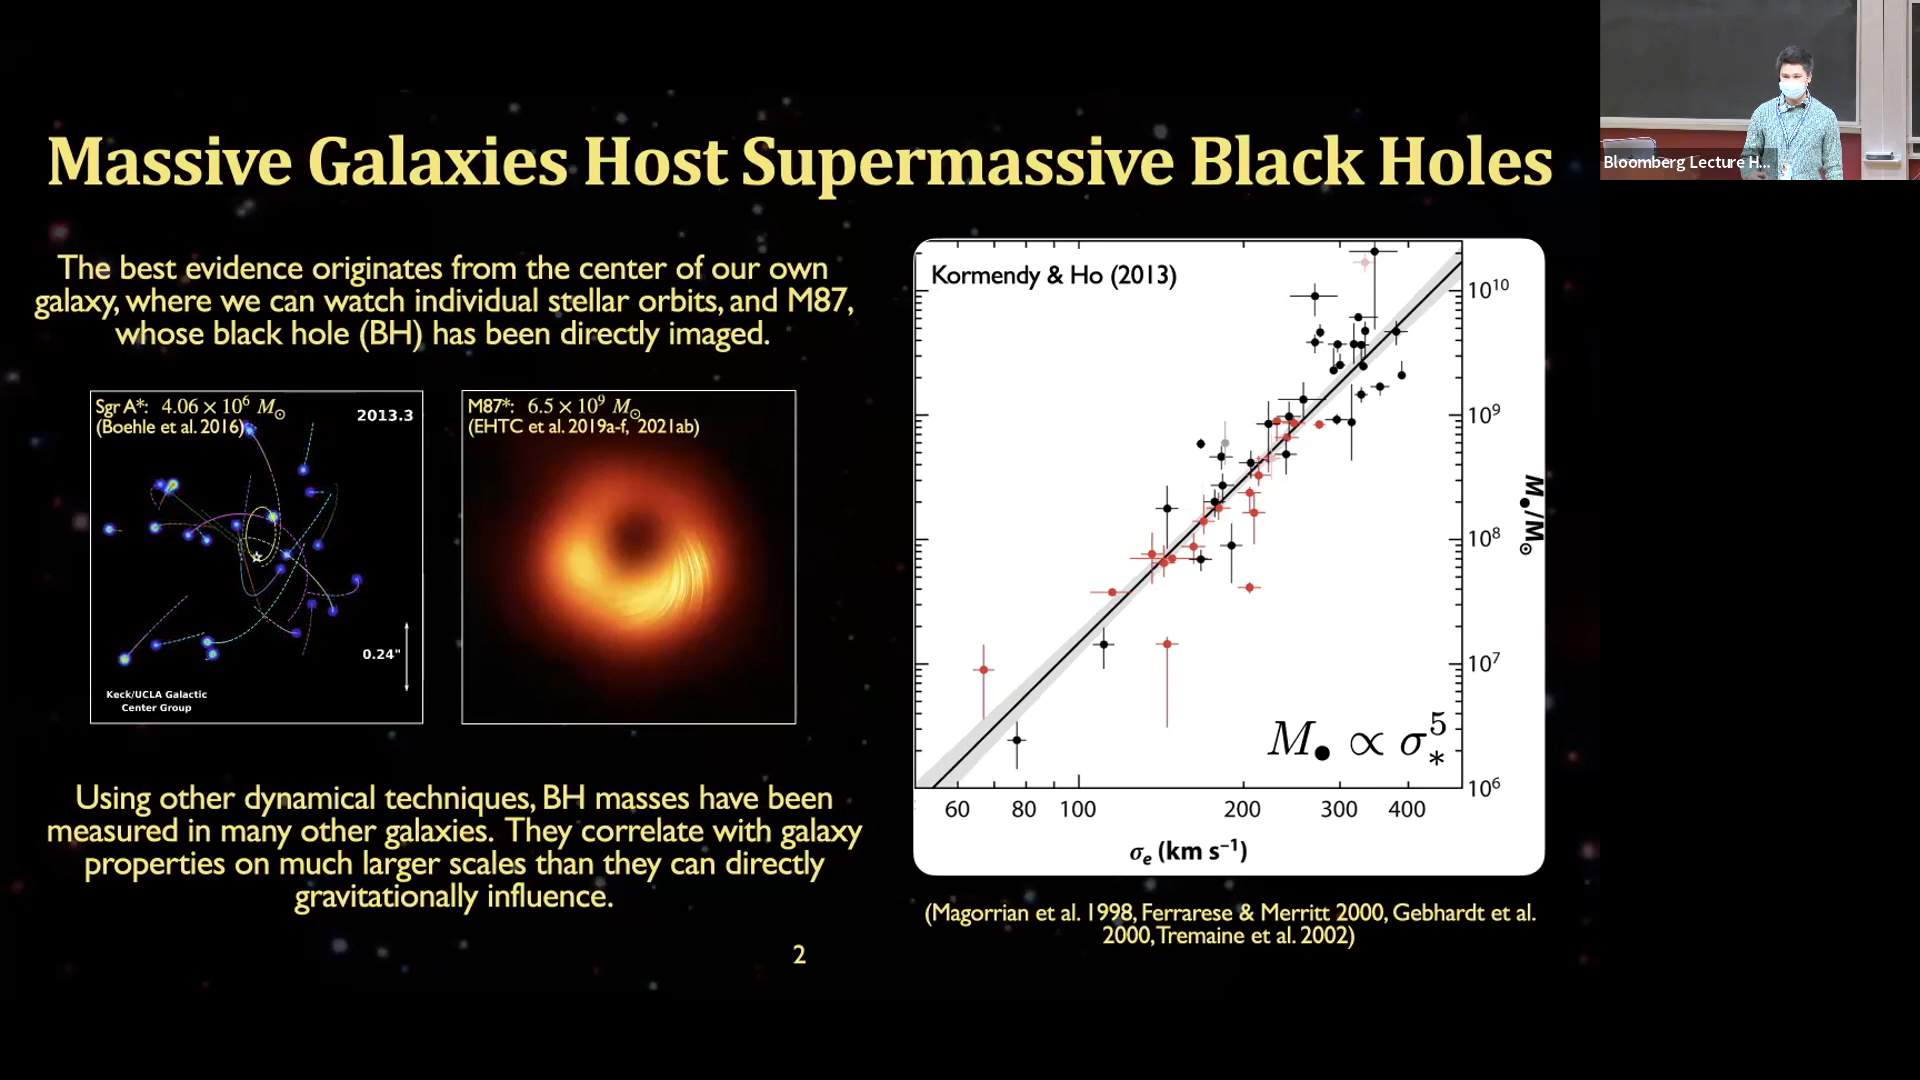 Massive Galaxies Host Supermassive Black Holes
The best evidence originates from the center of our own
galaxy, where we can watch individual stellar orbits, and M87,
whose black hole (BH) has been directly imaged.
Sgr A*: 4.06 × 10⁶ M☉
(Boehle et al. 2016)
2013.3
0.24"
Keck/UCLA Galactic
Center Group
M87*: 6.5 × 10⁹ M☉
(EHTC et al. 2019a-f, 2021ab)
Using other dynamical techniques, BH masses have been
measured in many other galaxies. They correlate with galaxy
properties on much larger scales than they can directly
gravitationally influence.
2
Kormendy & Ho (2013)
10¹⁰
10⁹
10⁸
10⁷
10⁶
M●/M☉
M● ∝ σ*⁵
60 80 100 200 300 400
σₑ (km s⁻¹)
(Magorrian et al. 1998, Ferrarese & Merritt 2000, Gebhardt et al.
2000, Tremaine et al. 2002)
Bloomberg Lecture H...